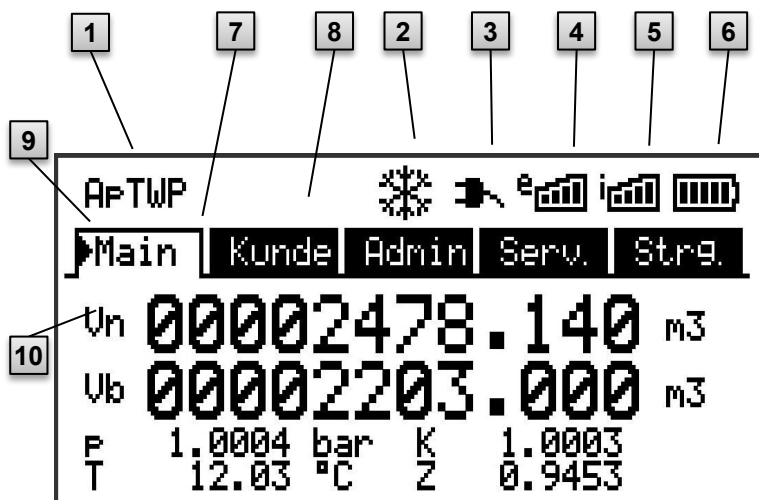 1 7 8 2 3 4 5 6
9
ApTWP e i
Main Kunde Admin Serv. Strg.
Vn 00002478.140 m3
10
Vb 00002203.000 m3
p 1.0004 bar K 1.0003
T 12.03 °C Z 0.9453